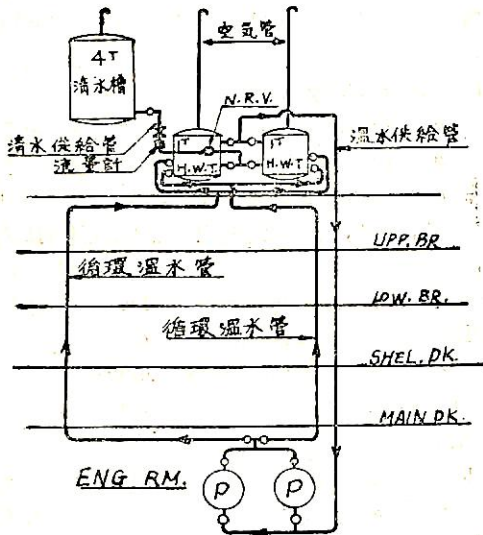 空気管
4T
清水槽
N.R.V.
清水供給管
流量計
1T
H.W.T
1T
H.W.T
温水供給管
UPP.BR
循環温水管
LOW.BR.
循環温水管
SHEL.DK.
MAIN DK.
ENG RM.
P
P